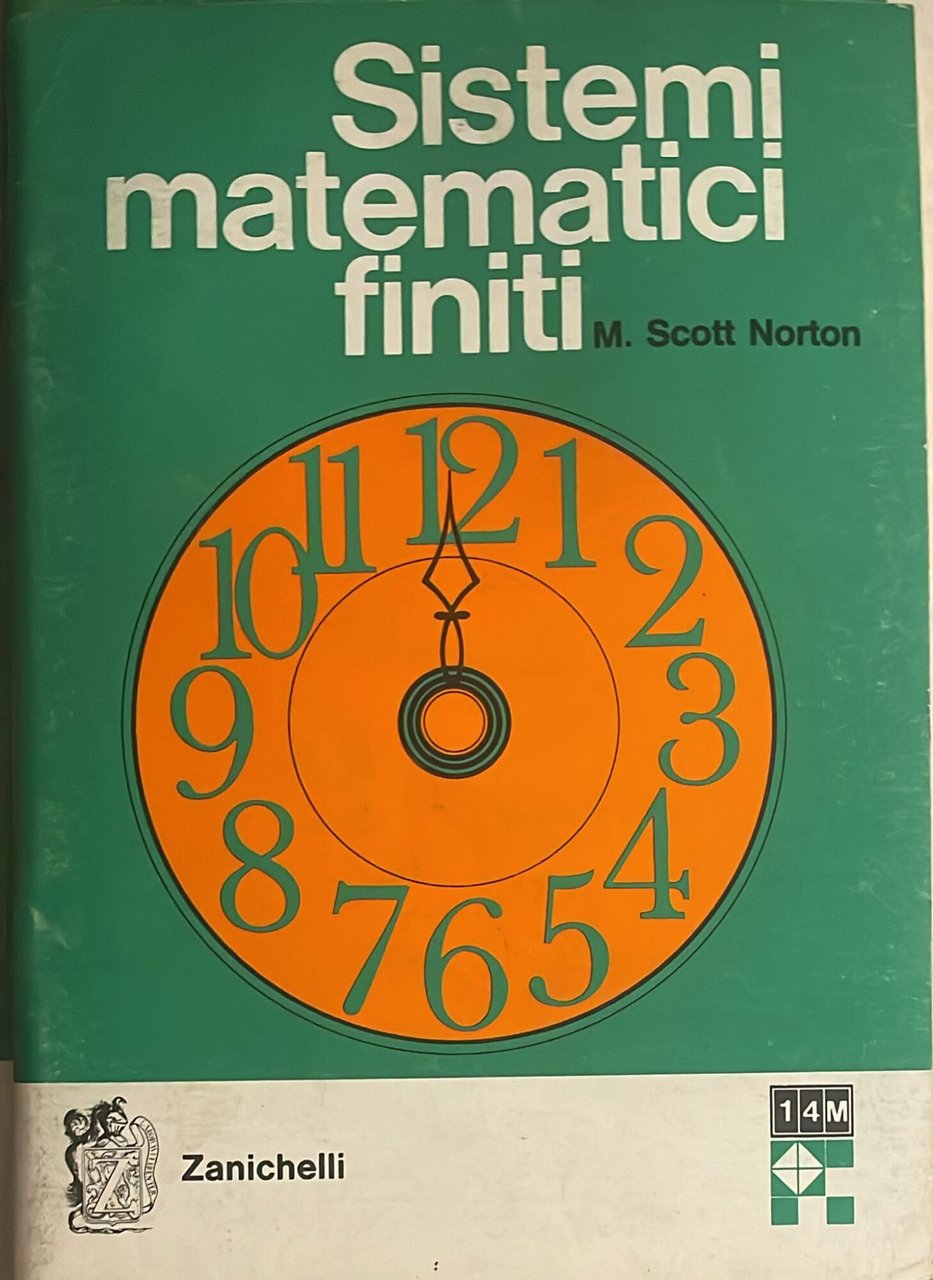 Sistemi
matematici
finiti
M. Scott Norton
12
1
2
3
4
5
6
7
8
9
10
11
Z
Zanichelli
14M